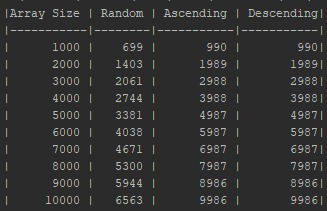 |Array Size | Random | Ascending | Descending|
|-----------|--------|-----------|-----------|
| 1000 | 699 | 990 | 990|
| 2000 | 1403 | 1989 | 1989|
| 3000 | 2061 | 2988 | 2988|
| 4000 | 2744 | 3988 | 3988|
| 5000 | 3381 | 4987 | 4987|
| 6000 | 4038 | 5987 | 5987|
| 7000 | 4671 | 6987 | 6987|
| 8000 | 5300 | 7987 | 7987|
| 9000 | 5944 | 8986 | 8986|
| 10000 | 6563 | 9986 | 9986|